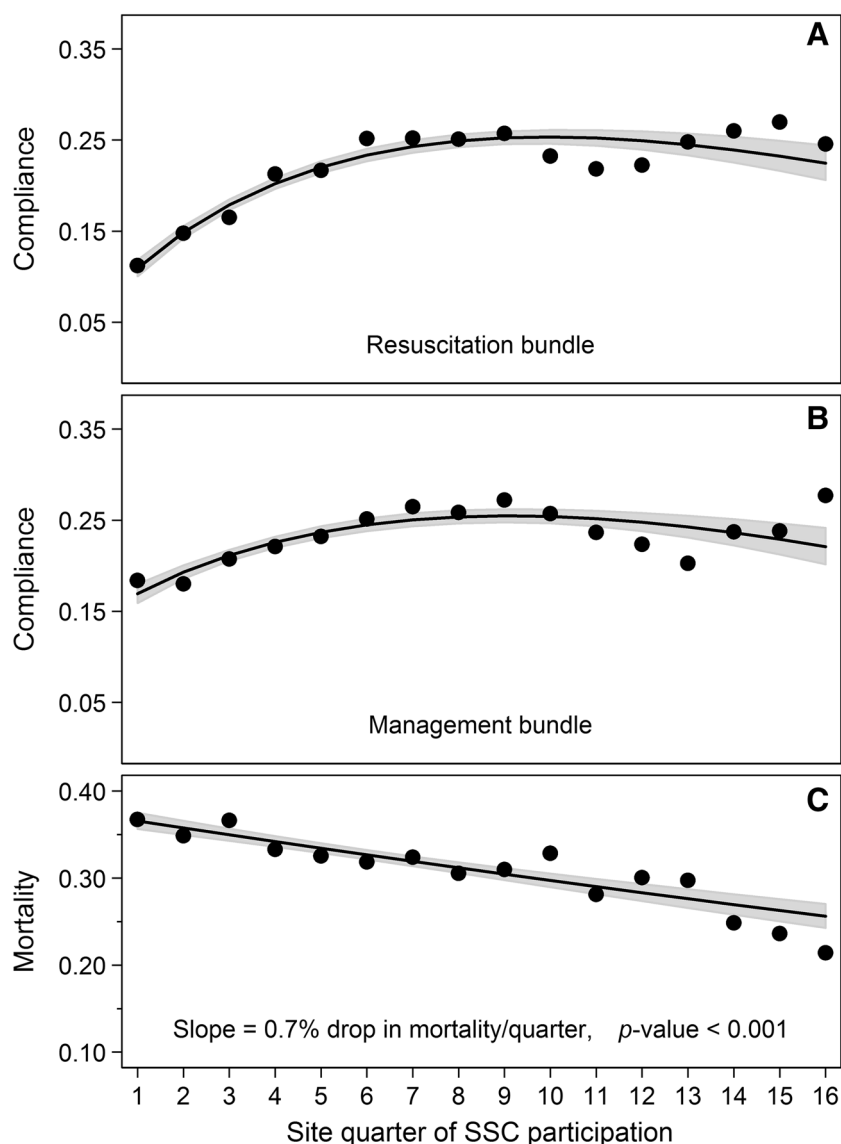 A
0.35
0.25
0.15
0.05
Compliance
Resuscitation bundle
B
0.35
0.25
0.15
0.05
Compliance
Management bundle
C
0.40
0.30
0.20
0.10
Mortality
Slope = 0.7% drop in mortality/quarter, p-value < 0.001
1 2 3 4 5 6 7 8 9 10 11 12 13 14 15 16
Site quarter of SSC participation